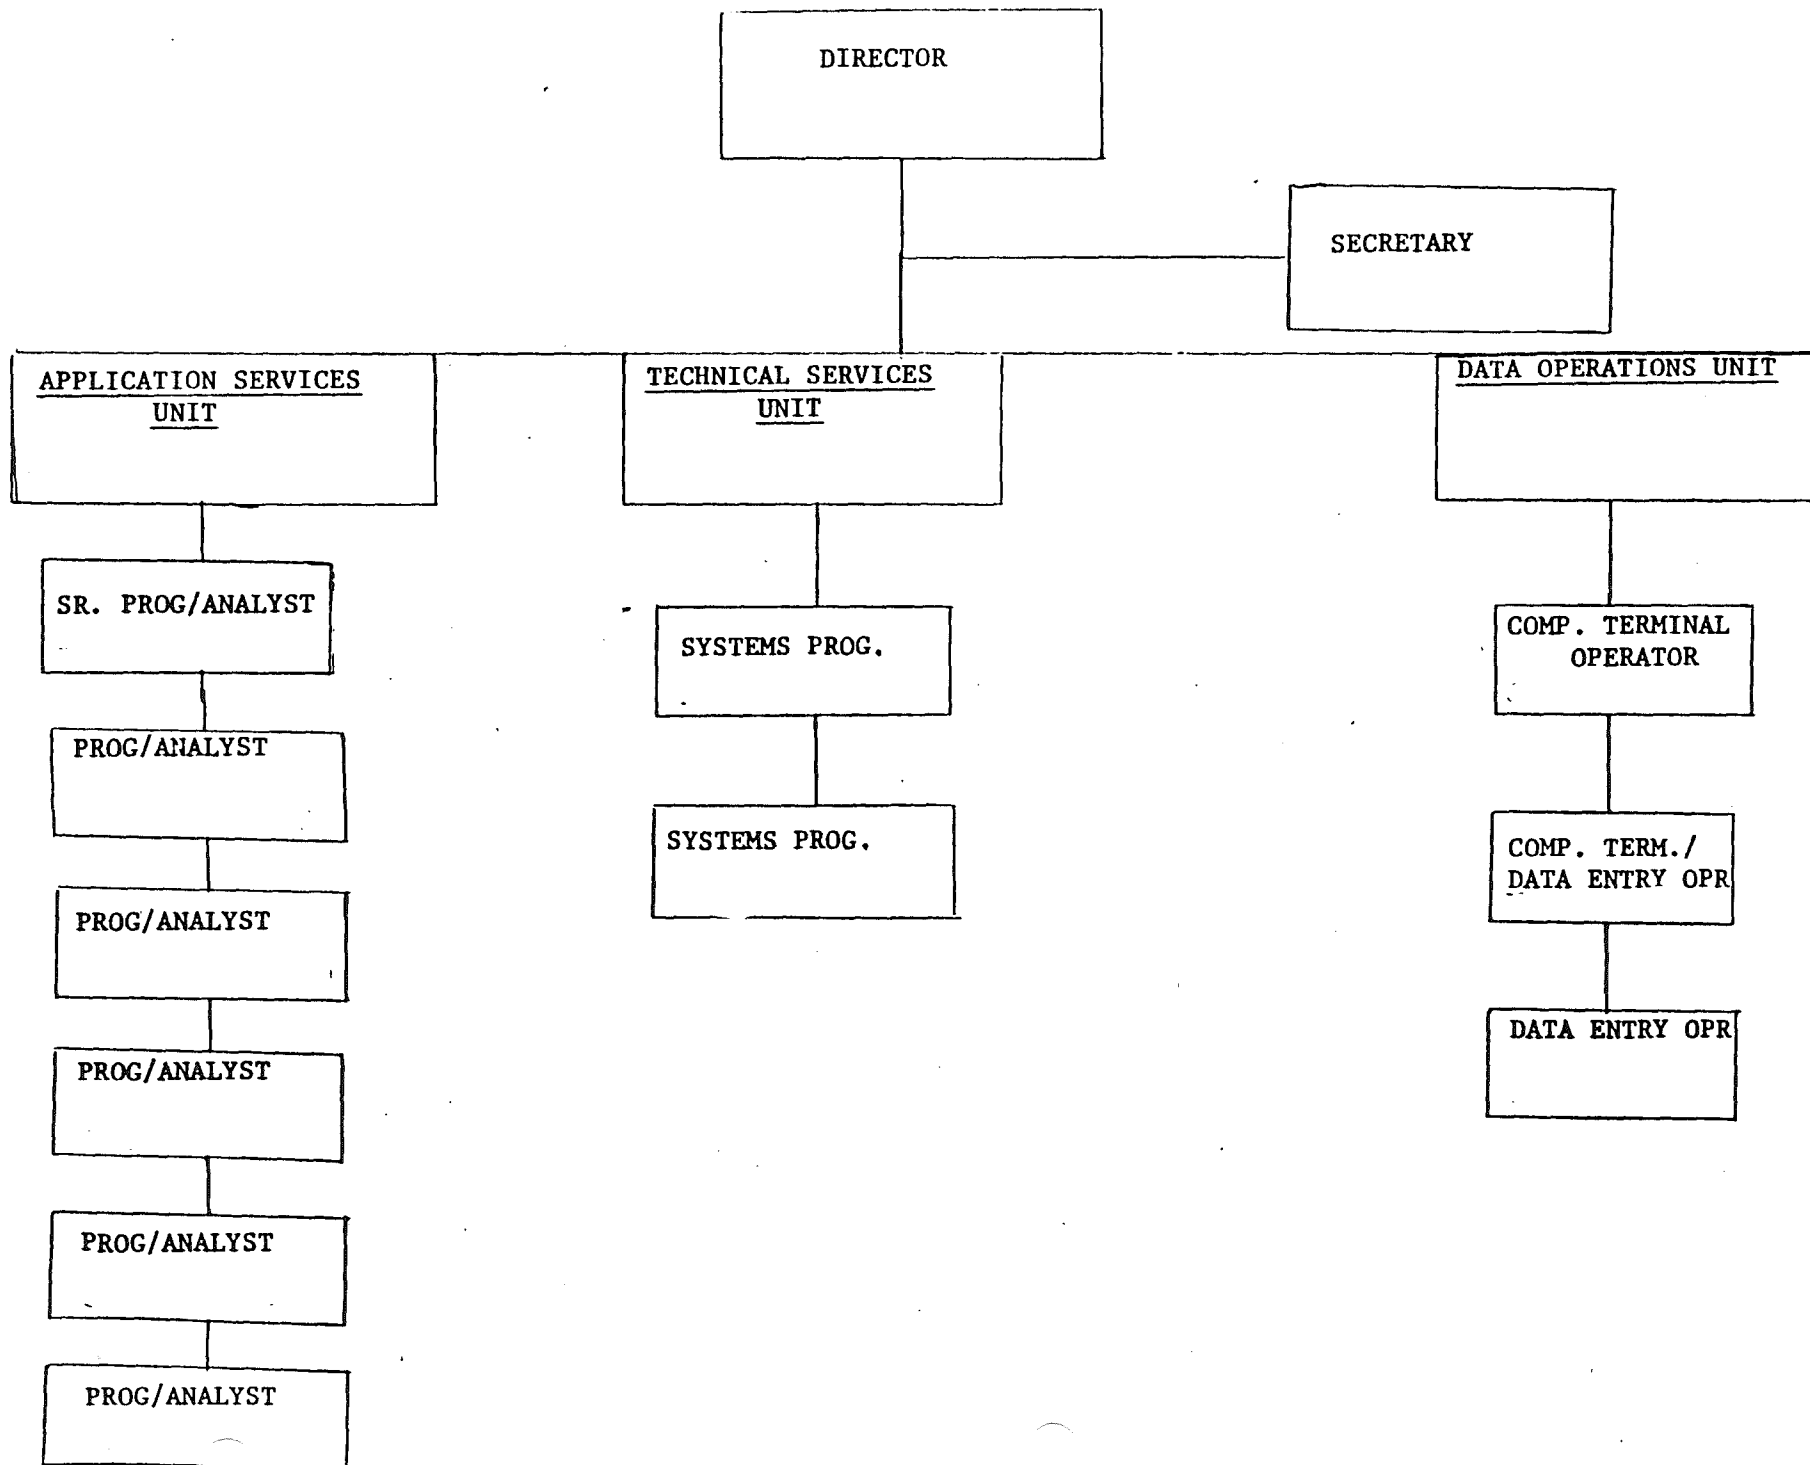 DIRECTOR
SECRETARY
APPLICATION SERVICES
UNIT
TECHNICAL SERVICES
UNIT
DATA OPERATIONS UNIT
SR. PROG/ANALYST
PROG/ANALYST
PROG/ANALYST
PROG/ANALYST
PROG/ANALYST
PROG/ANALYST
SYSTEMS PROG.
SYSTEMS PROG.
COMP. TERMINAL
OPERATOR
COMP. TERM./
DATA ENTRY OPR
DATA ENTRY OPR